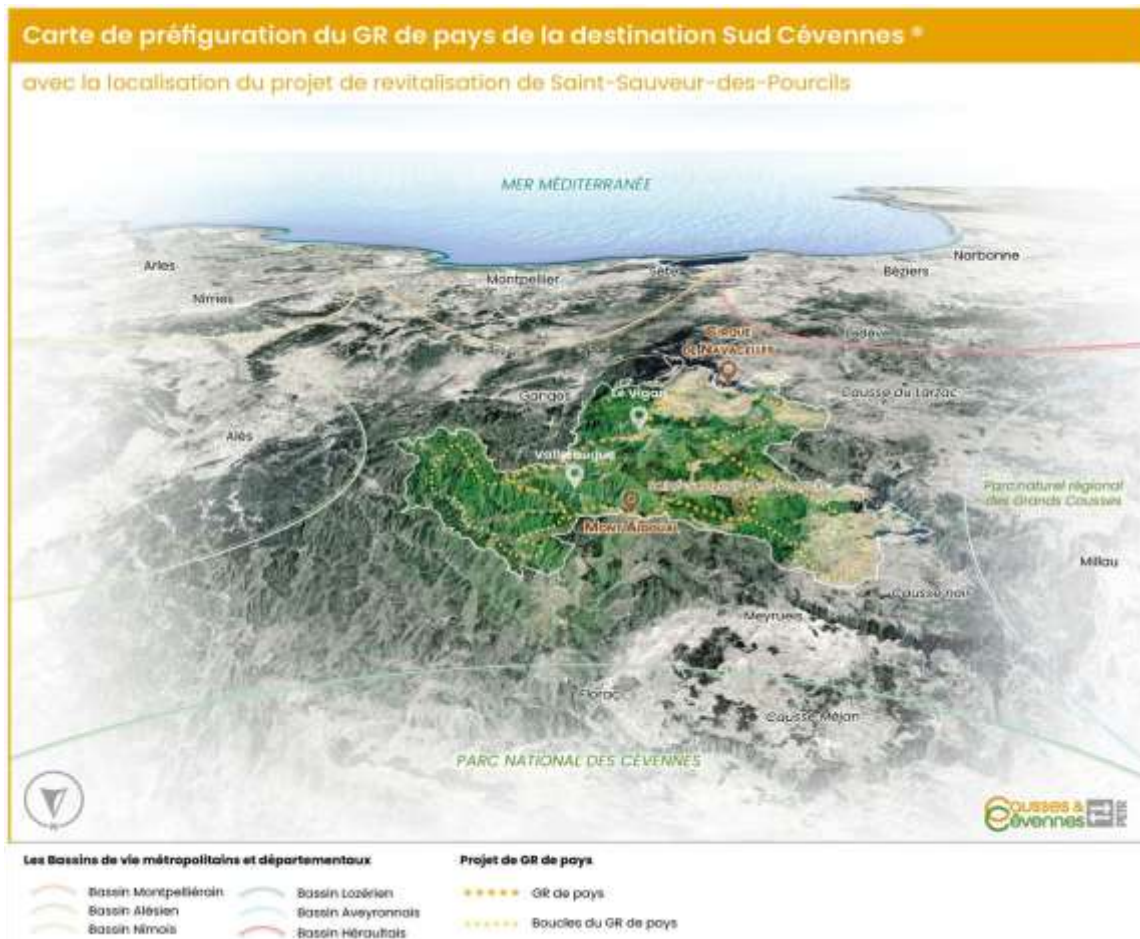 Carte de préfiguration du GR de pays de la destination Sud Cévennes ®
avec la localisation du projet de revitalisation de Saint-Sauveur-des-Pourcils
MER MÉDITERRANÉE
Arles
Nîmes
Montpellier
Sète
Béziers
Narbonne
Lodève
CIRQUE
DE NAVACELLES
Ganges
Le Vigan
Causse du Larzac
Alès
Valleraugue
Parc naturel régional
des Grands Causses
MONT AIGOUAL
Millau
Causse noir
Meyrueis
Florac
Causse Méjan
PARC NATIONAL DES CÉVENNES
N
Causses &
Cévennes
PETR
Les Bassins de vie métropolitains et départementaux
Bassin Montpelliérain
Bassin Alésien
Bassin Nîmois
Bassin Lozérien
Bassin Aveyronnais
Bassin Héraultais
Projet de GR de pays
GR de pays
Boucles du GR de pays